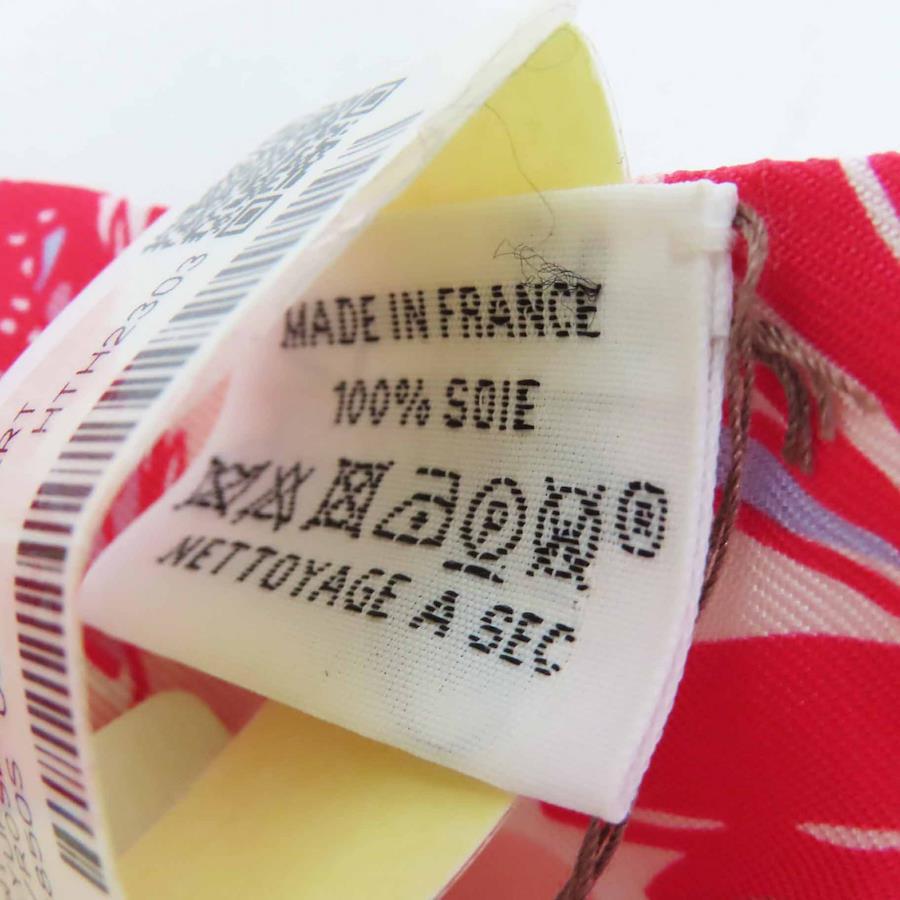 MADE IN FRANCE
100% SOIE
P
NETTOYAGE A SEC
HTH2303